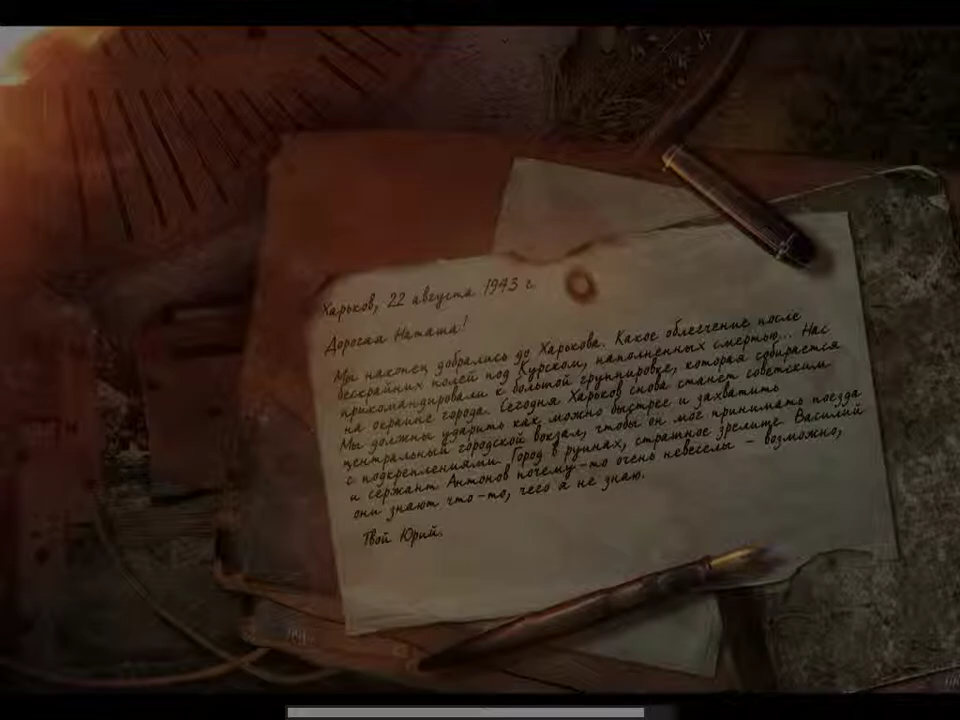 Харьков, 22 августа 1943 г.
Дорогая Наташа!
Мы наконец добрались до Харькова. Какое облегчение после
бескрайних полей под Курском, наполненных смертью... Нас
прикомандировали к большой группировке, которая собирается
на окраине города. Сегодня Харьков снова станет советским.
Мы должны ударить как можно быстрее и захватить
центральный городской вокзал, чтобы он мог принимать поезда
с подкреплениями. Город в руинах, страшное зрелище. Василий
и сержант Антонов почему-то очень невеселы - возможно,
они знают что-то, чего я не знаю.
Твой Юрий.